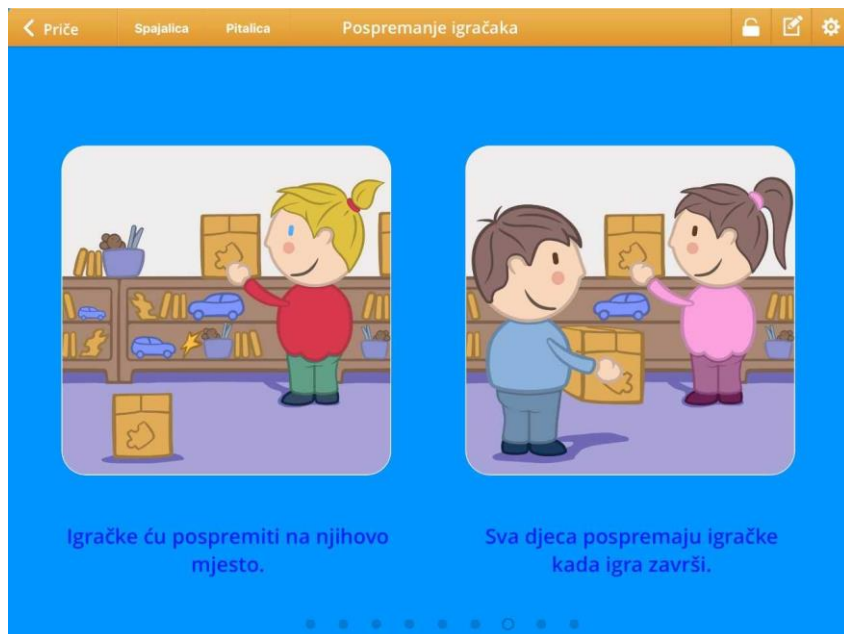 Priče
Spajalica
Pitalica
Pospremanje igračaka
Igračke ću pospremiti na njihovo
mjesto.
Sva djeca pospremaju igračke
kada igra završi.